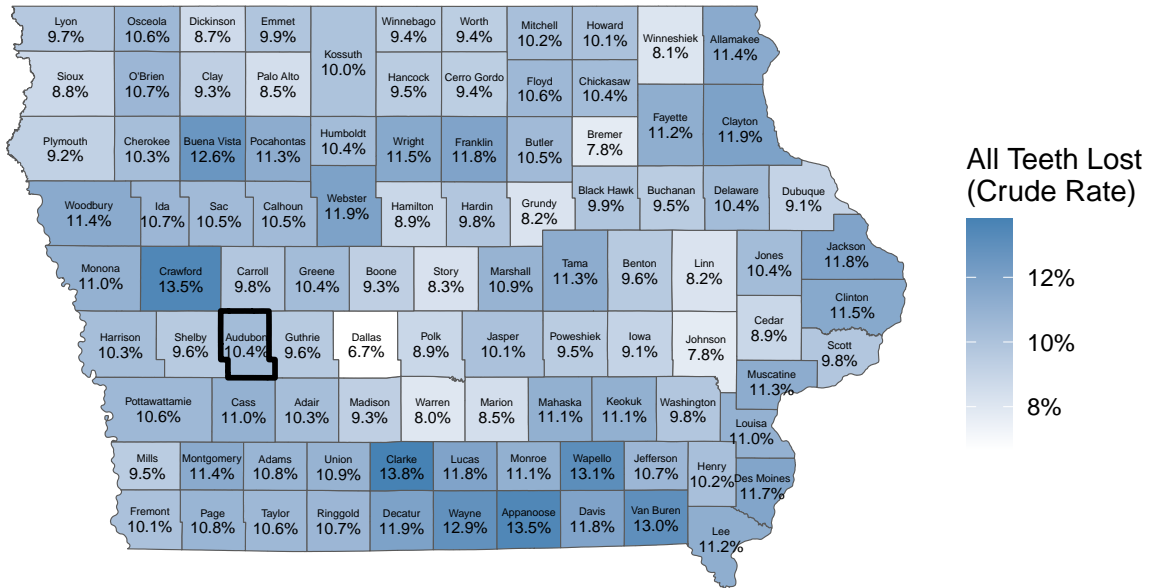 Lyon
9.7%
Osceola
10.6%
Dickinson
8.7%
Emmet
9.9%
Kossuth
10.0%
Winnebago
9.4%
Worth
9.4%
Mitchell
10.2%
Howard
10.1%
Winneshiek
8.1%
Allamakee
11.4%
Sioux
8.8%
O'Brien
10.7%
Clay
9.3%
Palo Alto
8.5%
Hancock
9.5%
Cerro Gordo
9.4%
Floyd
10.6%
Chickasaw
10.4%
Fayette
11.2%
Clayton
11.9%
Plymouth
9.2%
Cherokee
10.3%
Buena Vista
12.6%
Pocahontas
11.3%
Humboldt
10.4%
Wright
11.5%
Franklin
11.8%
Butler
10.5%
Bremer
7.8%
Woodbury
11.4%
Ida
10.7%
Sac
10.5%
Calhoun
10.5%
Webster
11.9%
Hamilton
8.9%
Hardin
9.8%
Grundy
8.2%
Black Hawk
9.9%
Buchanan
9.5%
Delaware
10.4%
Dubuque
9.1%
Monona
11.0%
Crawford
13.5%
Carroll
9.8%
Greene
10.4%
Boone
9.3%
Story
8.3%
Marshall
10.9%
Tama
11.3%
Benton
9.6%
Linn
8.2%
Jones
10.4%
Jackson
11.8%
Clinton
11.5%
Harrison
10.3%
Shelby
9.6%
Audubon
10.4%
Guthrie
9.6%
Dallas
6.7%
Polk
8.9%
Jasper
10.1%
Poweshiek
9.5%
Iowa
9.1%
Johnson
7.8%
Cedar
8.9%
Scott
9.8%
Muscatine
11.3%
Pottawattamie
10.6%
Cass
11.0%
Adair
10.3%
Madison
9.3%
Warren
8.0%
Marion
8.5%
Mahaska
11.1%
Keokuk
11.1%
Washington
9.8%
Louisa
11.0%
Mills
9.5%
Montgomery
11.4%
Adams
10.8%
Union
10.9%
Clarke
13.8%
Lucas
11.8%
Monroe
11.1%
Wapello
13.1%
Jefferson
10.7%
Henry
10.2%
Des Moines
11.7%
Fremont
10.1%
Page
10.8%
Taylor
10.6%
Ringgold
10.7%
Decatur
11.9%
Wayne
12.9%
Appanoose
13.5%
Davis
11.8%
Van Buren
13.0%
Lee
11.2%
All Teeth Lost
(Crude Rate)
12%
10%
8%